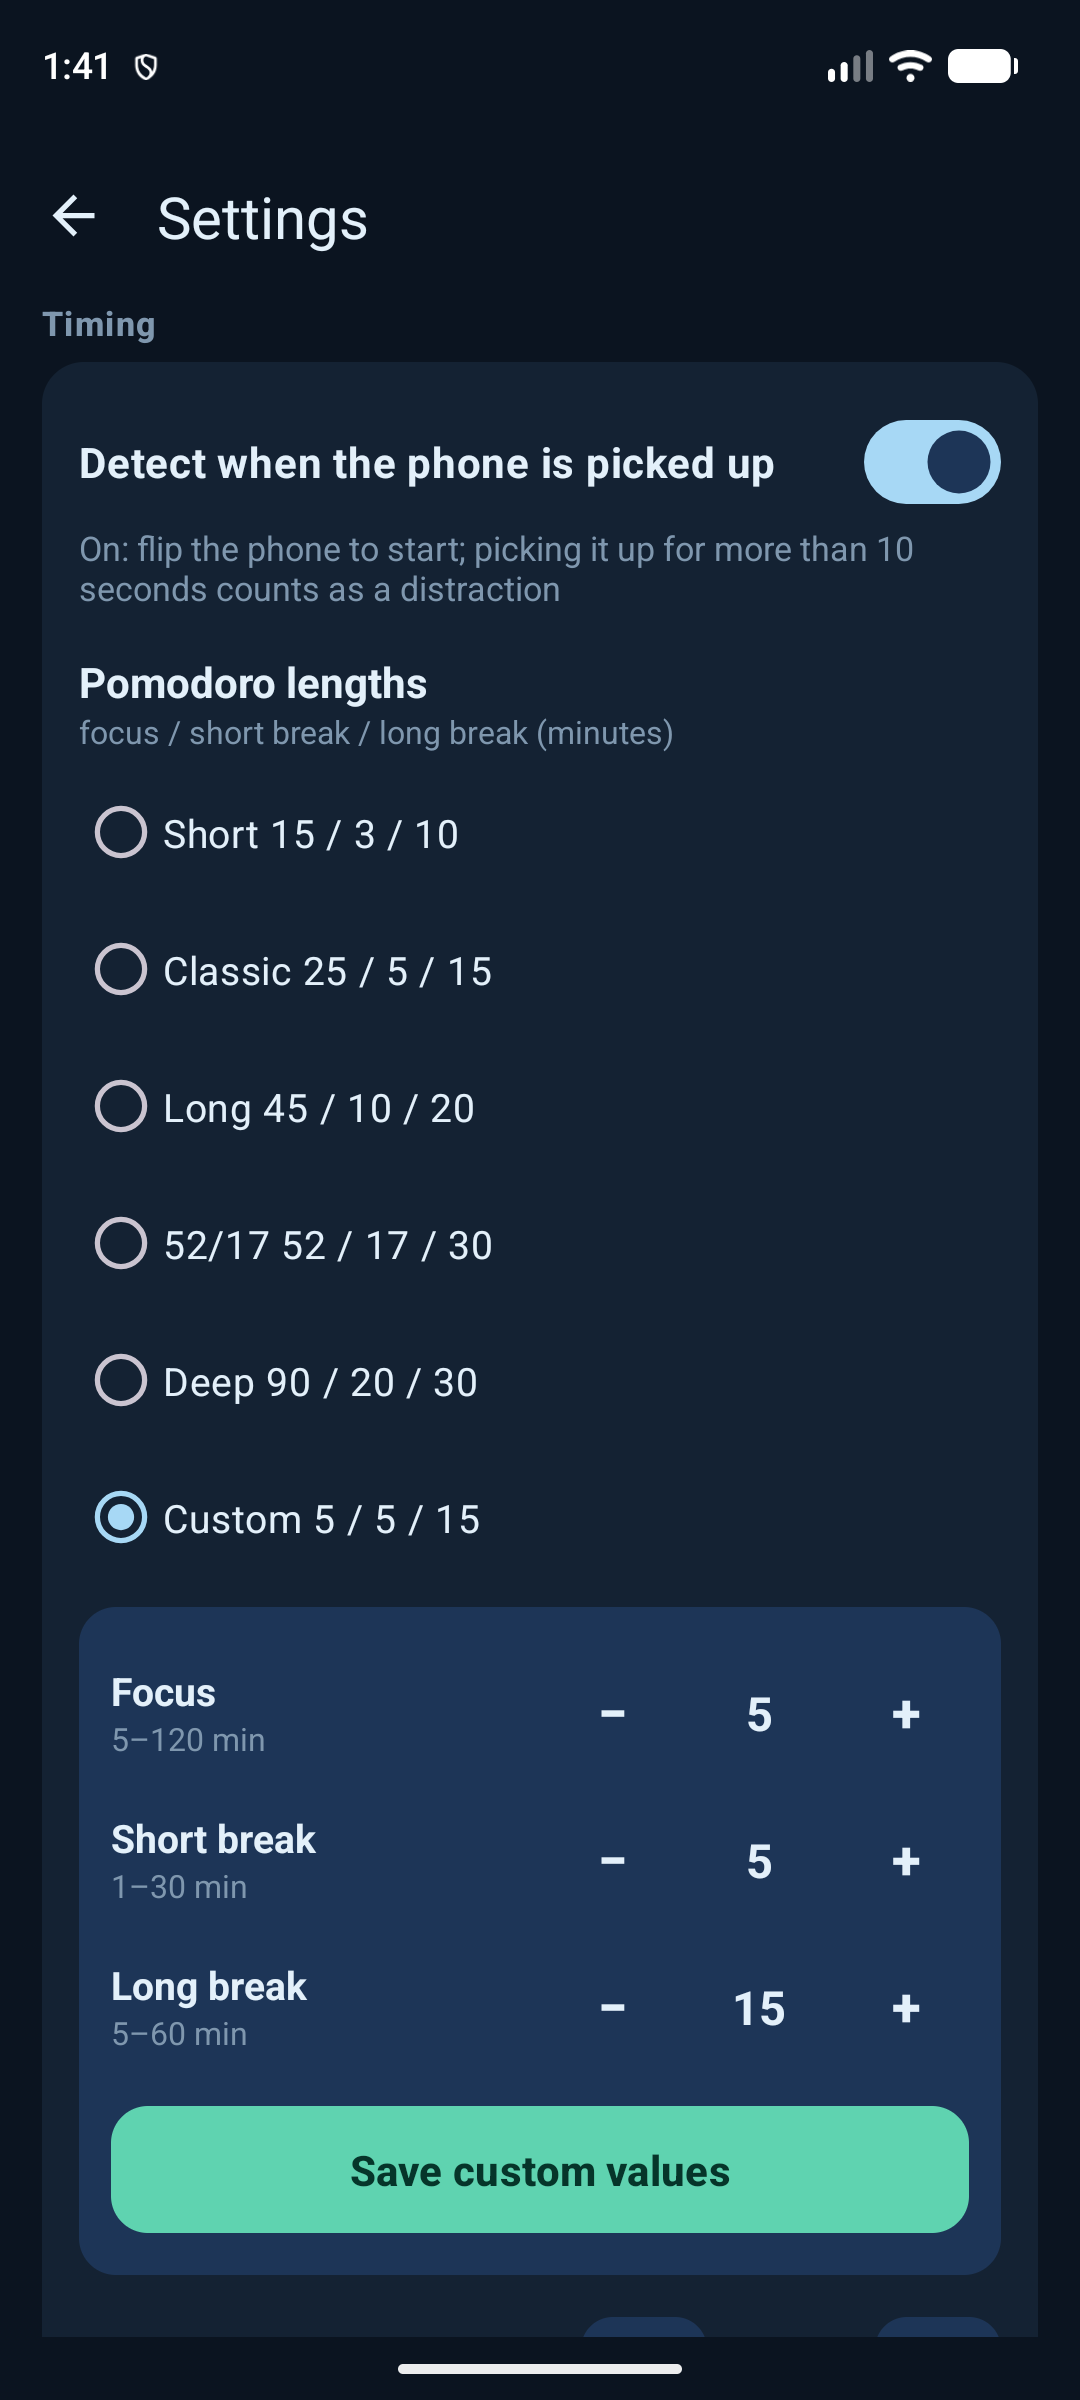 1:41
Settings
Timing
Detect when the phone is picked up
On: flip the phone to start; picking it up for more than 10
seconds counts as a distraction
Pomodoro lengths
focus / short break / long break (minutes)
Short 15 / 3 / 10
Classic 25 / 5 / 15
Long 45 / 10 / 20
52/17 52 / 17 / 30
Deep 90 / 20 / 30
Custom 5 / 5 / 15
Focus
5–120 min
− 5 +
Short break
1–30 min
− 5 +
Long break
5–60 min
− 15 +
Save custom values